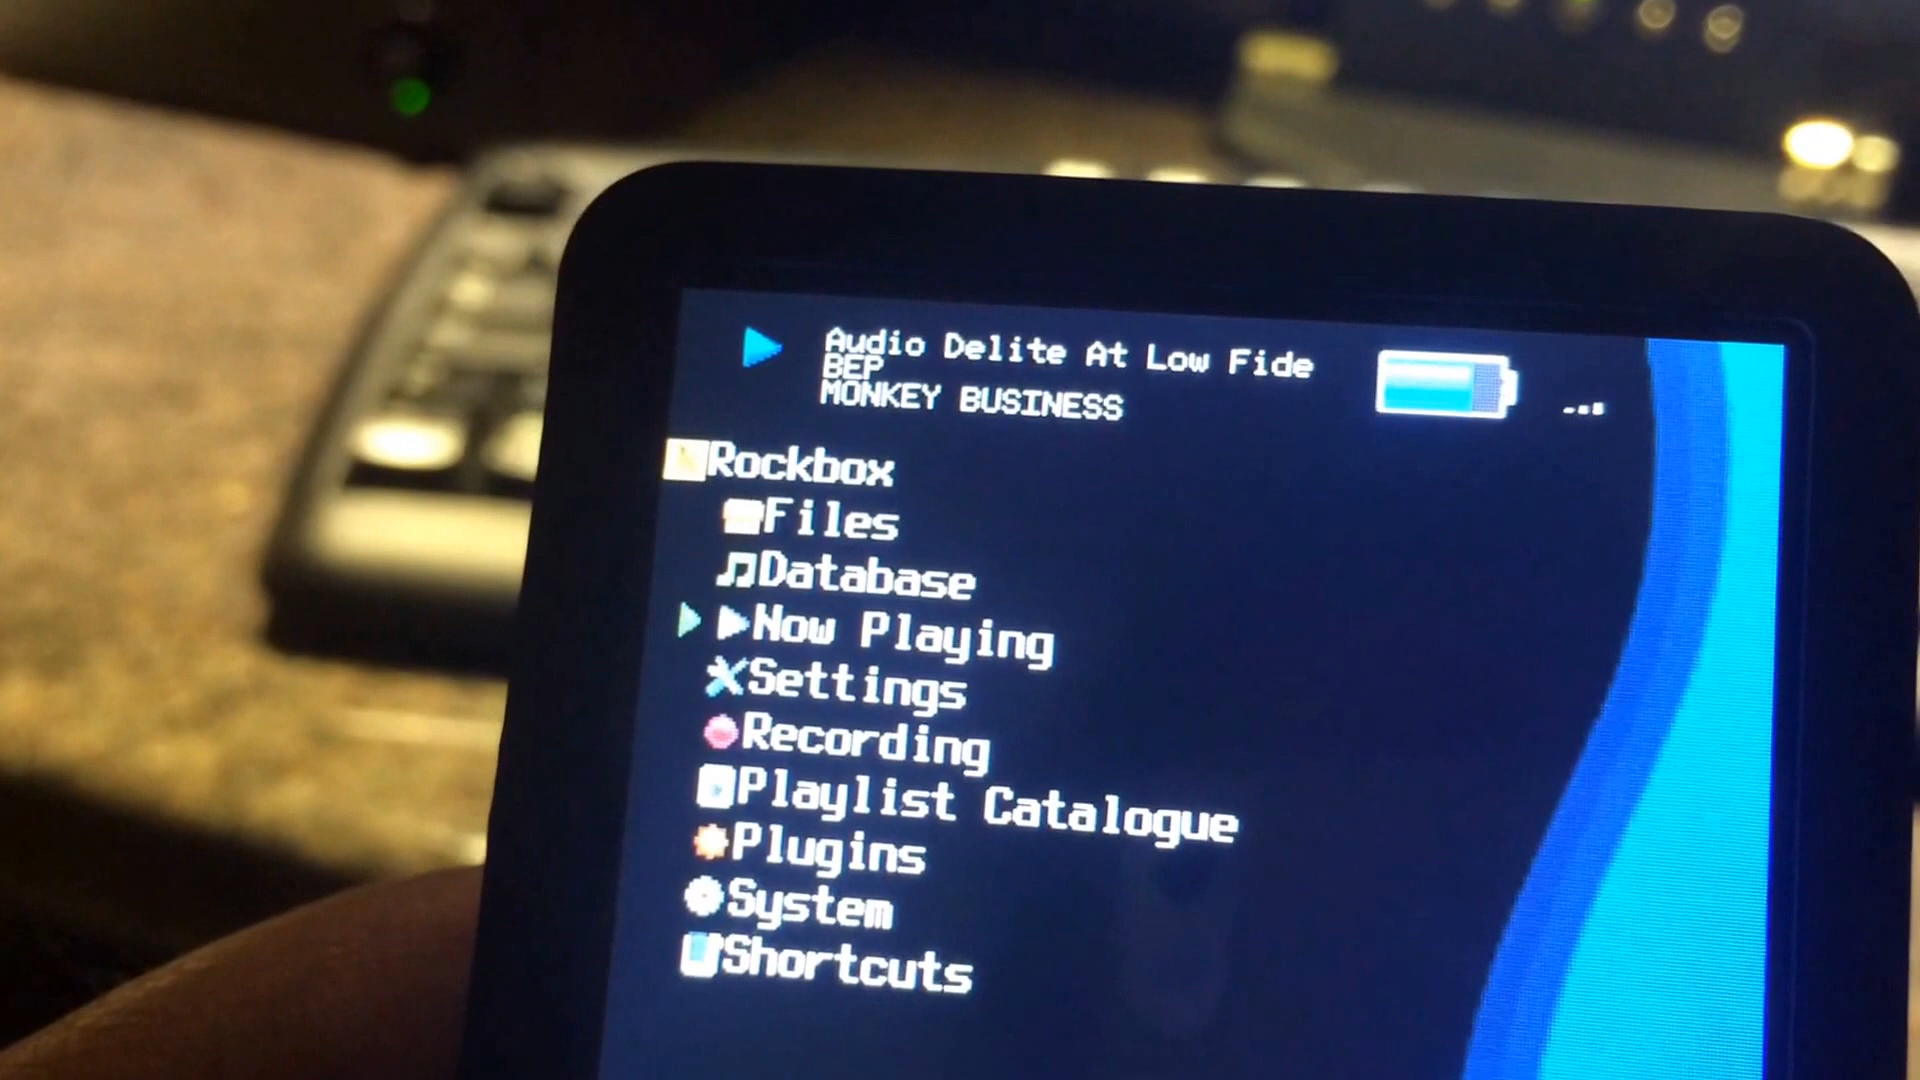 Audio Delite At Low Fide
BEP
MONKEY BUSINESS
Rockbox
Files
Database
Now Playing
Settings
Recording
Playlist Catalogue
Plugins
System
Shortcuts